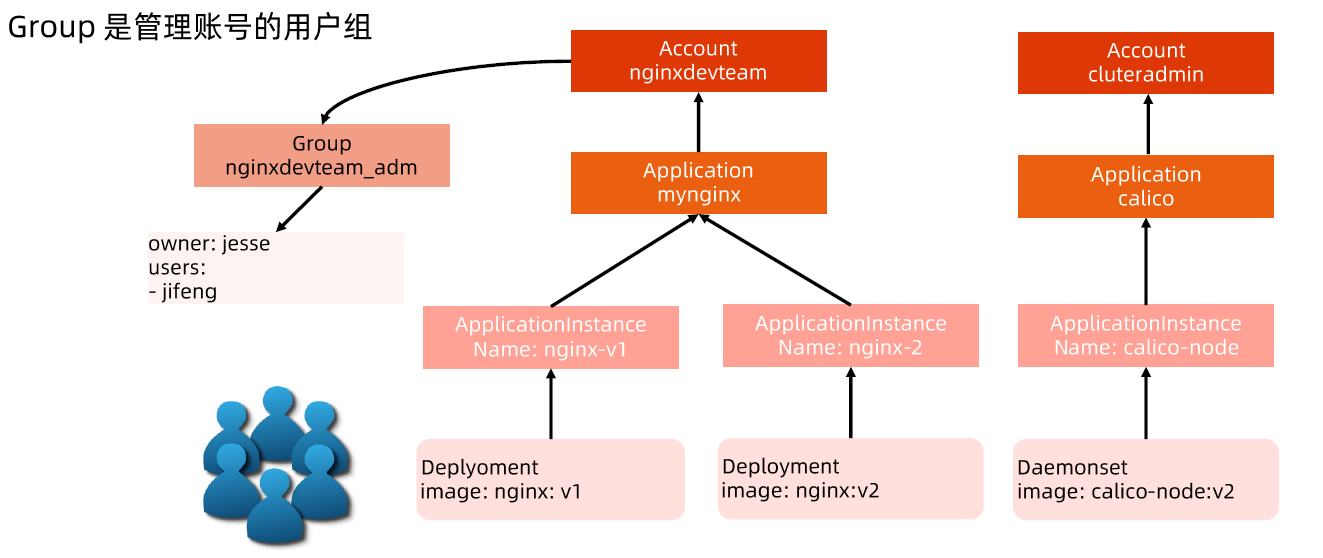 Group 是管理账号的用户组
Account
nginxdevteam
Account
cluteradmin
Group
nginxdevteam_adm
Application
mynginx
Application
calico
owner: jesse
users:
- jifeng
ApplicationInstance
Name: nginx-v1
ApplicationInstance
Name: nginx-2
ApplicationInstance
Name: calico-node
Deplyoment
image: nginx: v1
Deployment
image: nginx:v2
Daemonset
image: calico-node:v2